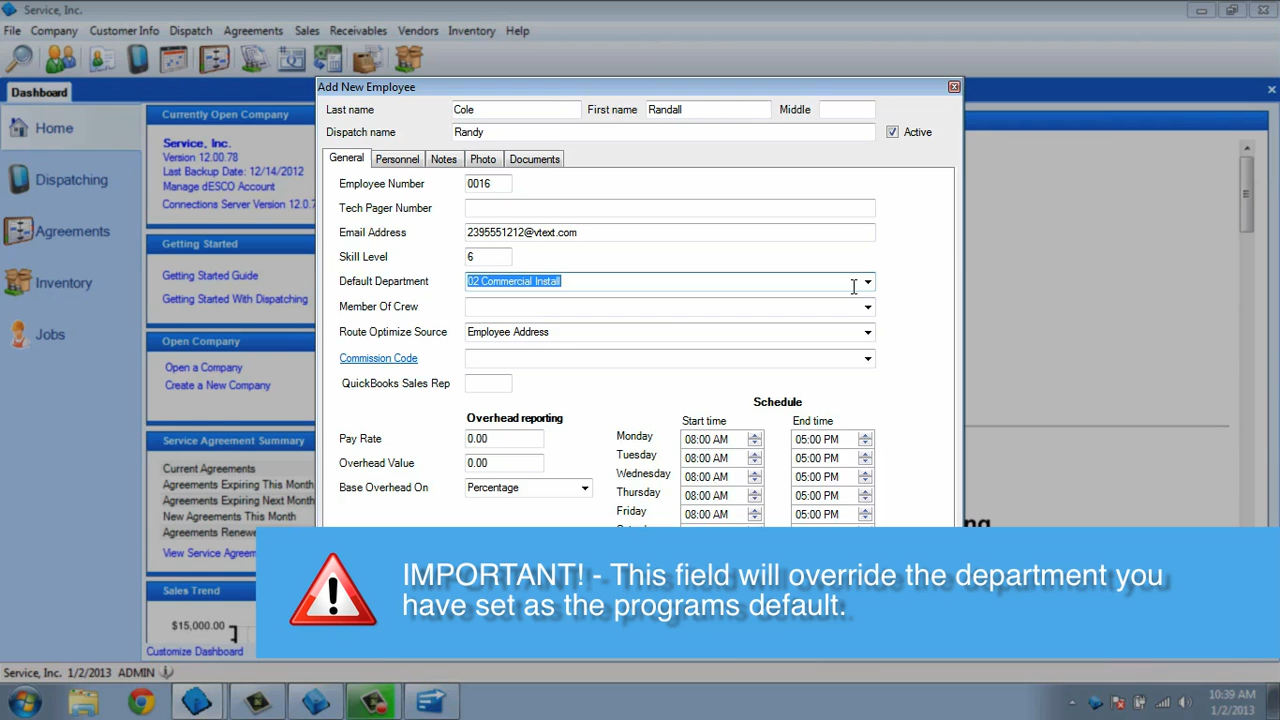 Service, Inc.
File Company Customer Info Dispatch Agreements Sales Receivables Vendors Inventory Help
Dashboard
Home
Dispatching
Agreements
Inventory
Jobs
Currently Open Company
Service, Inc.
Version 12.00.78
Last Backup Date: 12/14/2012
Manage dESCO Account
Connections Server Version 12.0.7
Getting Started
Getting Started Guide
Getting Started With Dispatching
Open Company
Open a Company
Create a New Company
Service Agreement Summary
Current Agreements
Agreements Expiring This Month
Agreements Expiring Next Month
New Agreements This Month
Agreements Renewe
View Service Agreem
Sales Trend
$15,000.00
Customize Dashboard
Add New Employee
Last name Cole First name Randall Middle
Dispatch name Randy Active
General Personnel Notes Photo Documents
Employee Number 0016
Tech Pager Number
Email Address 2395551212@vtext.com
Skill Level 6
Default Department 02 Commercial Install
Member Of Crew
Route Optimize Source Employee Address
Commission Code
QuickBooks Sales Rep
Overhead reporting
Pay Rate 0.00
Overhead Value 0.00
Base Overhead On Percentage
Schedule
Start time End time
Monday 08:00 AM 05:00 PM
Tuesday 08:00 AM 05:00 PM
Wednesday 08:00 AM 05:00 PM
Thursday 08:00 AM 05:00 PM
Friday 08:00 AM 05:00 PM
IMPORTANT! - This field will override the department you
have set as the programs default.
Service, Inc. 1/2/2013 ADMIN
10:39 AM
1/2/2013